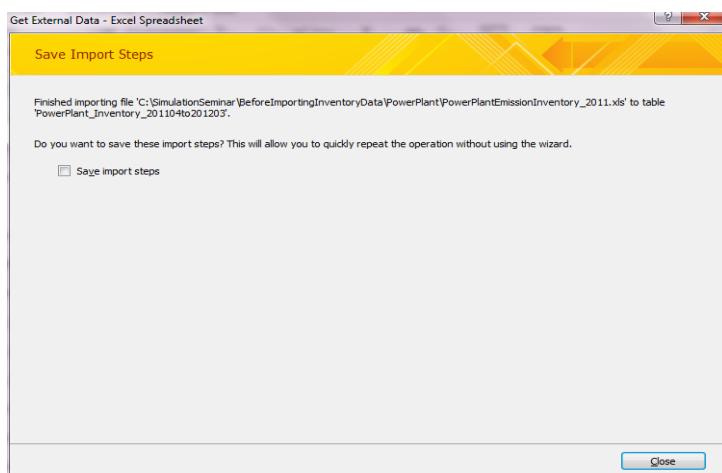 Get External Data - Excel Spreadsheet
Save Import Steps
Finished importing file 'C:\SimulationSeminar\BeforeImportingInventoryData\PowerPlant\PowerPlantEmissionInventory_2011.xls' to table
'PowerPlant_Inventory_201104to201203'.
Do you want to save these import steps? This will allow you to quickly repeat the operation without using the wizard.
Save import steps
Close